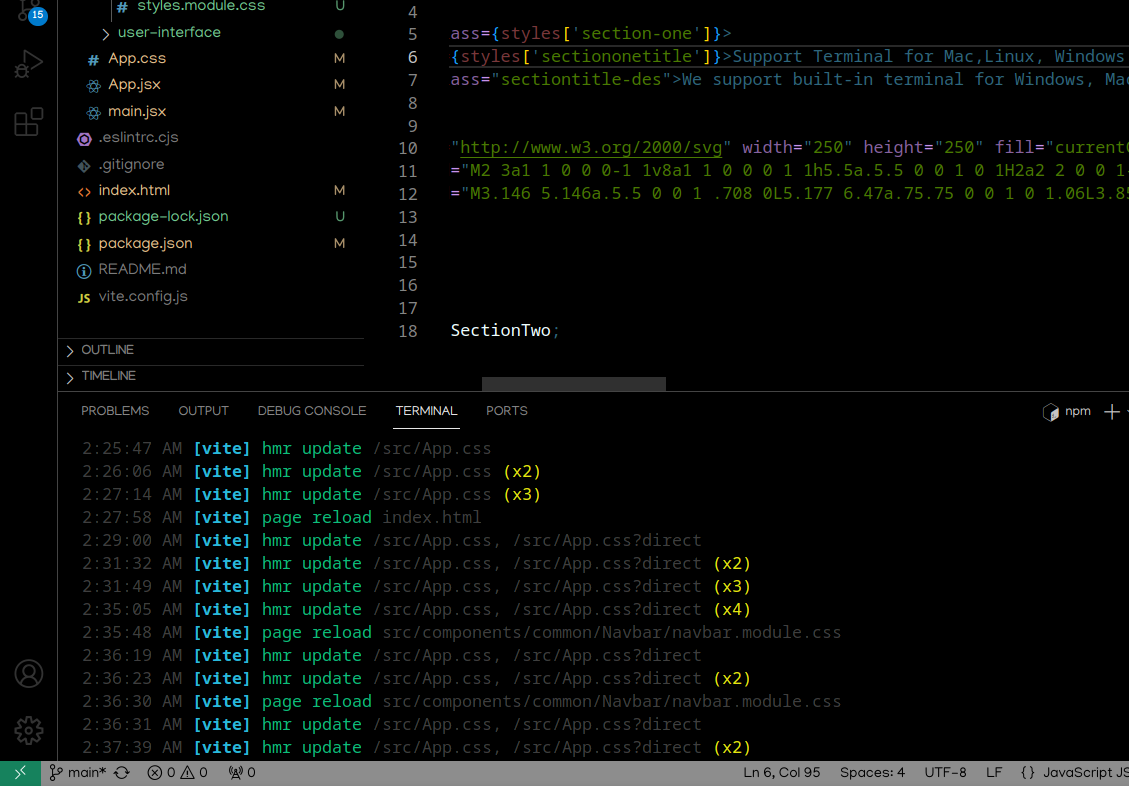 15
# styles.module.css U
user-interface
# App.css M
App.jsx M
main.jsx M
.eslintrc.cjs
.gitignore
<> index.html M
{} package-lock.json U
{} package.json M
README.md
JS vite.config.js
OUTLINE
TIMELINE
4
5 ass={styles['section-one']}>
6 {styles['sectiononetitle']}>Support Terminal for Mac,Linux, Windows
7 ass="sectiontitle-des">We support built-in terminal for Windows, Mac
8
9
10 "http://www.w3.org/2000/svg" width="250" height="250" fill="current
11 ="M2 3a1 1 0 0 0-1 1v8a1 1 0 0 0 1 1h5.5a.5.5 0 0 1 0 1H2a2 2 0 0 1-
12 ="M3.146 5.146a.5.5 0 0 1 .708 0L5.177 6.47a.75.75 0 0 1 0 1.06L3.85
13
14
15
16
17
18 SectionTwo;
PROBLEMS OUTPUT DEBUG CONSOLE TERMINAL PORTS npm
2:25:47 AM [vite] hmr update /src/App.css
2:26:06 AM [vite] hmr update /src/App.css (x2)
2:27:14 AM [vite] hmr update /src/App.css (x3)
2:27:58 AM [vite] page reload index.html
2:29:00 AM [vite] hmr update /src/App.css, /src/App.css?direct
2:31:32 AM [vite] hmr update /src/App.css, /src/App.css?direct (x2)
2:31:49 AM [vite] hmr update /src/App.css, /src/App.css?direct (x3)
2:35:05 AM [vite] hmr update /src/App.css, /src/App.css?direct (x4)
2:35:48 AM [vite] page reload src/components/common/Navbar/navbar.module.css
2:36:19 AM [vite] hmr update /src/App.css, /src/App.css?direct
2:36:23 AM [vite] hmr update /src/App.css, /src/App.css?direct (x2)
2:36:30 AM [vite] page reload src/components/common/Navbar/navbar.module.css
2:36:31 AM [vite] hmr update /src/App.css, /src/App.css?direct
2:37:39 AM [vite] hmr update /src/App.css, /src/App.css?direct (x2)
main* 0 0 0 Ln 6, Col 95 Spaces: 4 UTF-8 LF {} JavaScript JS